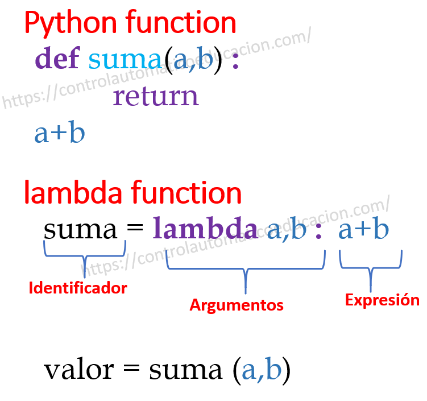 Python function
def suma(a,b) :
return
a+b
https://controlautomaticoeducacion.com/
lambda function
suma = lambda a,b : a+b
https://controlautomaticoeducacion.com/
Identificador
Argumentos
Expresión
valor = suma (a,b)